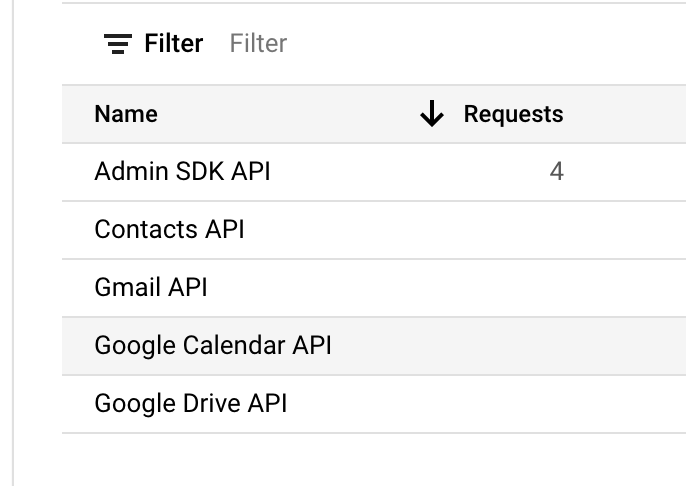 Filter Filter
Name Requests
Admin SDK API 4
Contacts API
Gmail API
Google Calendar API
Google Drive API